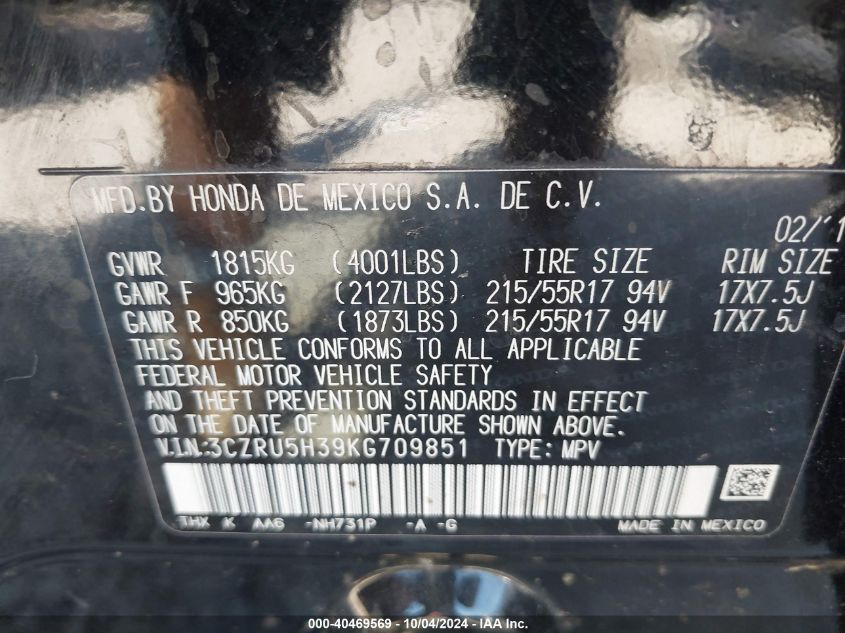 MFD.BY HONDA DE MEXICO S.A. DE C.V.
02/'1
GVWR 1815KG (4001LBS) TIRE SIZE RIM SIZE
GAWR F 965KG (2127LBS) 215/55R17 94V 17X7.5J
GAWR R 850KG (1873LBS) 215/55R17 94V 17X7.5J
THIS VEHICLE CONFORMS TO ALL APPLICABLE
FEDERAL MOTOR VEHICLE SAFETY
AND THEFT PREVENTION STANDARDS IN EFFECT
ON THE DATE OF MANUFACTURE SHOWN ABOVE.
V.I.N:3CZRU5H39KG709851 TYPE: MPV
THX K AA6 -NH731P -A -G MADE IN MEXICO
000-40469569 - 10/04/2024 - IAA Inc.